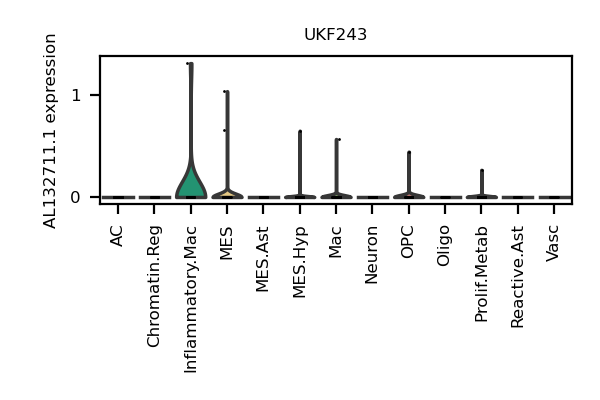 UKF243
AL132711.1 expression
1
0
AC
Chromatin.Reg
Inflammatory.Mac
MES
MES.Ast
MES.Hyp
Mac
Neuron
OPC
Oligo
Prolif.Metab
Reactive.Ast
Vasc